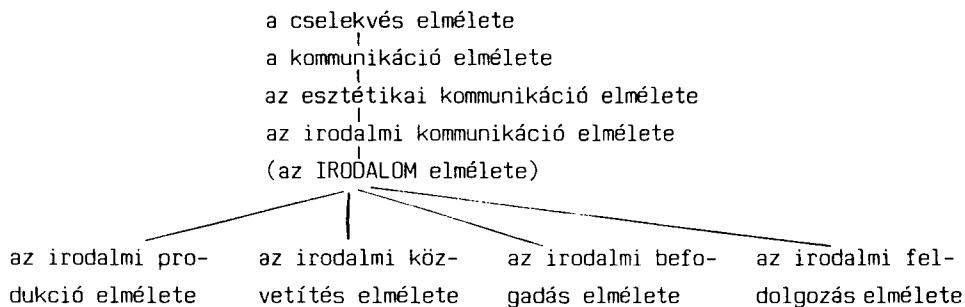 a cselekvés elmélete
a kommunikáció elmélete
az esztétikai kommunikáció elmélete
az irodalmi kommunikáció elmélete
(az IRODALOM elmélete)
az irodalmi pro- az irodalmi köz- az irodalmi befo- az irodalmi fel-
dukció elmélete vetítés elmélete gadás elmélete dolgozás elmélete